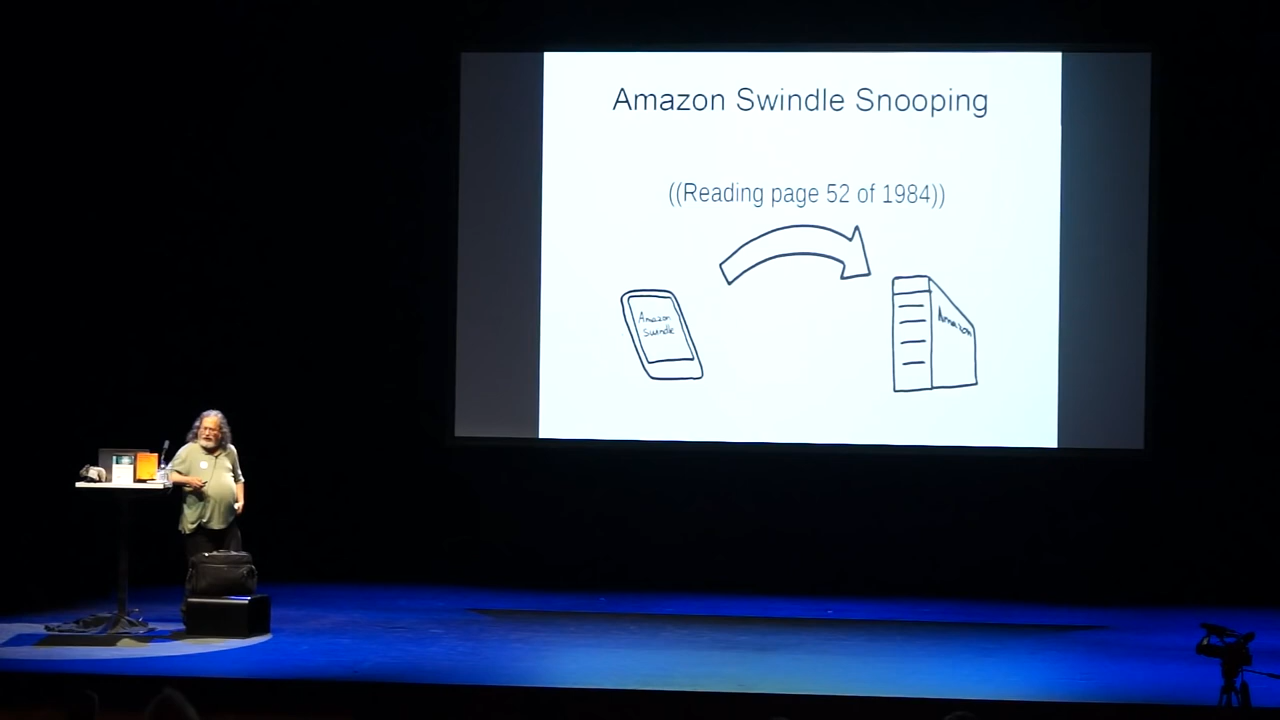 Amazon Swindle Snooping
((Reading page 52 of 1984))
Amazon
Swindle
Amazon